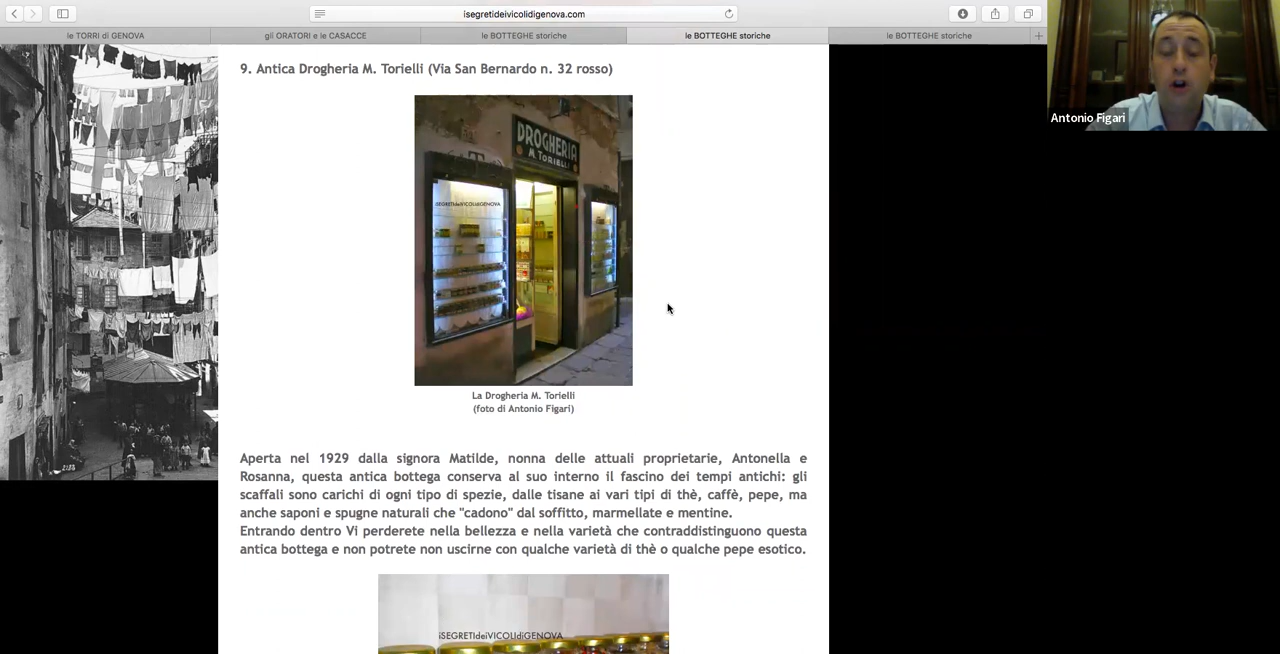 isegretideivicolidigenova.com
le TORRI di GENOVA
gli ORATORI e le CASACCE
le BOTTEGHE storiche
le BOTTEGHE storiche
le BOTTEGHE storiche
9. Antica Drogheria M. Torielli (Via San Bernardo n. 32 rosso)
DROGHERIA
M. TORIELLI
iSEGRETIdeiVICOLIdiGENOVA
La Drogheria M. Torielli
(foto di Antonio Figari)
Aperta nel 1929 dalla signora Matilde, nonna delle attuali proprietarie, Antonella e
Rosanna, questa antica bottega conserva al suo interno il fascino dei tempi antichi: gli
scaffali sono carichi di ogni tipo di spezie, dalle tisane ai vari tipi di thè, caffè, pepe, ma
anche saponi e spugne naturali che "cadono" dal soffitto, marmellate e mentine.
Entrando dentro Vi perderete nella bellezza e nella varietà che contraddistinguono questa
antica bottega e non potrete non uscirne con qualche varietà di thè o qualche pepe esotico.
iSEGRETIdeiVICOLIdiGENOVA
Antonio Figari